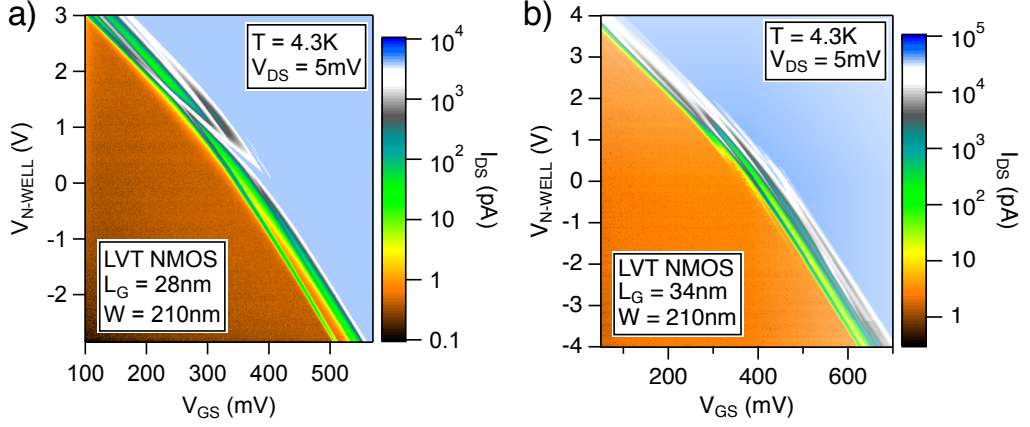 a)
3
2
1
0
-1
-2
V_N-WELL (V)
T = 4.3K
V_DS = 5mV
LVT NMOS
L_G = 28nm
W = 210nm
100
200
300
400
500
V_GS (mV)
10^4
10^3
10^2
10
1
0.1
I_DS (pA)
b)
4
3
2
1
0
-1
-2
-3
-4
V_N-WELL (V)
T = 4.3K
V_DS = 5mV
LVT NMOS
L_G = 34nm
W = 210nm
200
400
600
V_GS (mV)
10^5
10^4
10^3
10^2
10
1
I_DS (pA)